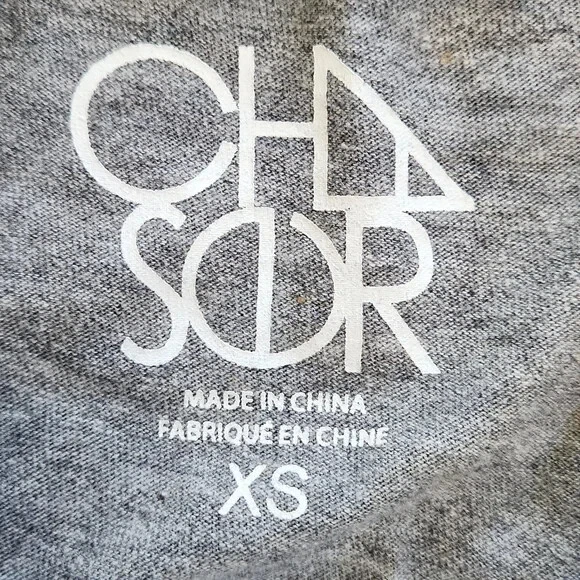 CHA
SER
MADE IN CHINA
FABRIQUÉ EN CHINE
XS